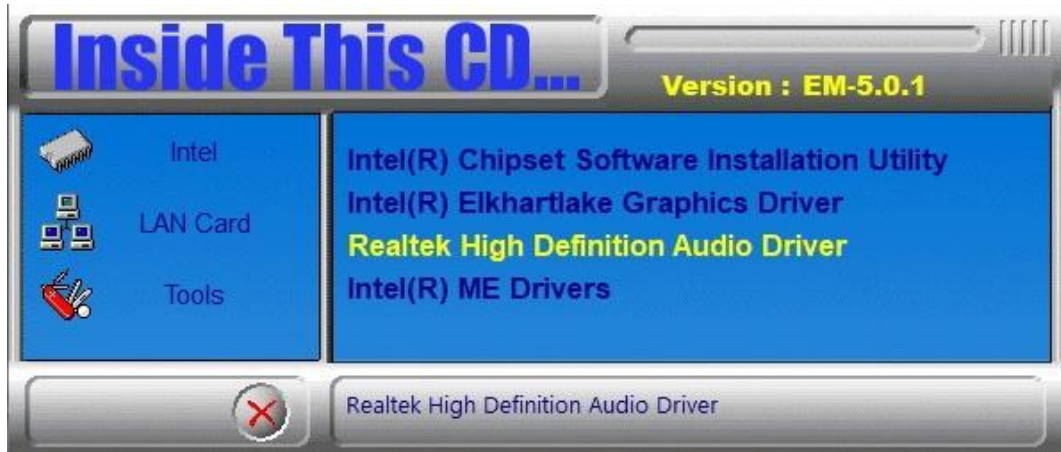 Inside This CD...
Version : EM-5.0.1
Intel
LAN Card
Tools
Intel(R) Chipset Software Installation Utility
Intel(R) Elkhartlake Graphics Driver
Realtek High Definition Audio Driver
Intel(R) ME Drivers
Realtek High Definition Audio Driver